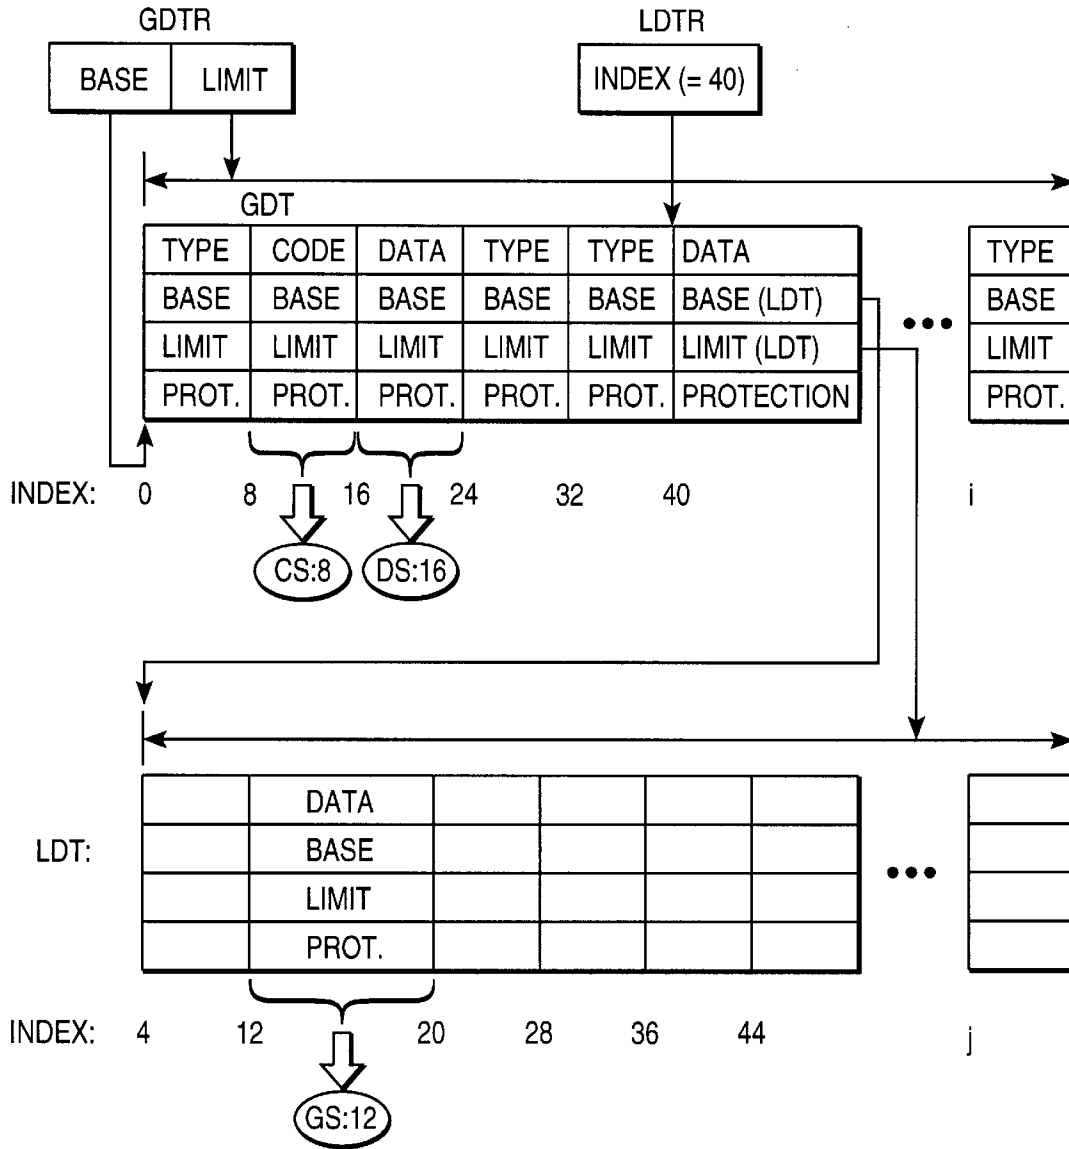 GDTR LDTR
BASE LIMIT INDEX (= 40)
GDT
TYPE CODE DATA TYPE TYPE DATA TYPE
BASE BASE BASE BASE BASE BASE (LDT) BASE
LIMIT LIMIT LIMIT LIMIT LIMIT LIMIT (LDT) LIMIT
PROT. PROT. PROT. PROT. PROT. PROTECTION PROT.
INDEX: 0 8 16 24 32 40 i
CS:8 DS:16
DATA
LDT: BASE
LIMIT
PROT.
INDEX: 4 12 20 28 36 44 j
GS:12